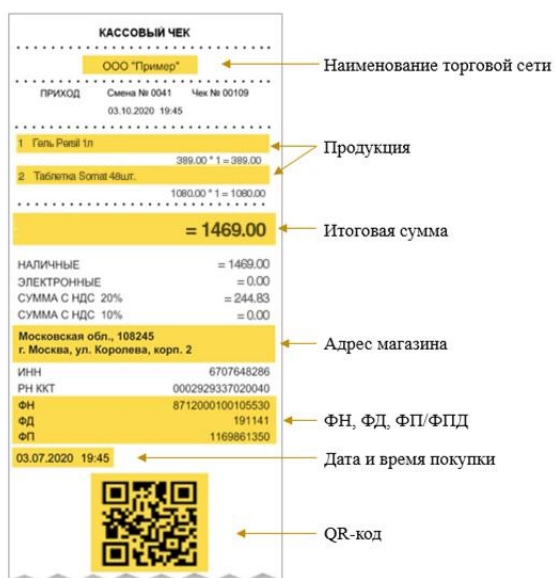 КАССОВЫЙ ЧЕК
ООО "Пример"
Наименование торговой сети
ПРИХОД Смена № 0041 Чек № 00109
03.10.2020 19:45
1 Гель Persil 1л
Продукция
389.00 * 1 = 389.00
2 Таблетка Somat 48шт.
1080.00 * 1 = 1080.00
= 1469.00
Итоговая сумма
НАЛИЧНЫЕ = 1469.00
ЭЛЕКТРОННЫЕ = 0.00
СУММА С НДС 20% = 244.83
СУММА С НДС 10% = 0.00
Московская обл., 108245
г. Москва, ул. Королева, корп. 2
Адрес магазина
ИНН 6707648286
РН ККТ 0002929337020040
ФН 8712000100105530
ФД 191141
ФН, ФД, ФП/ФПД
ФП 1169861350
03.07.2020 19:45
Дата и время покупки
QR-код